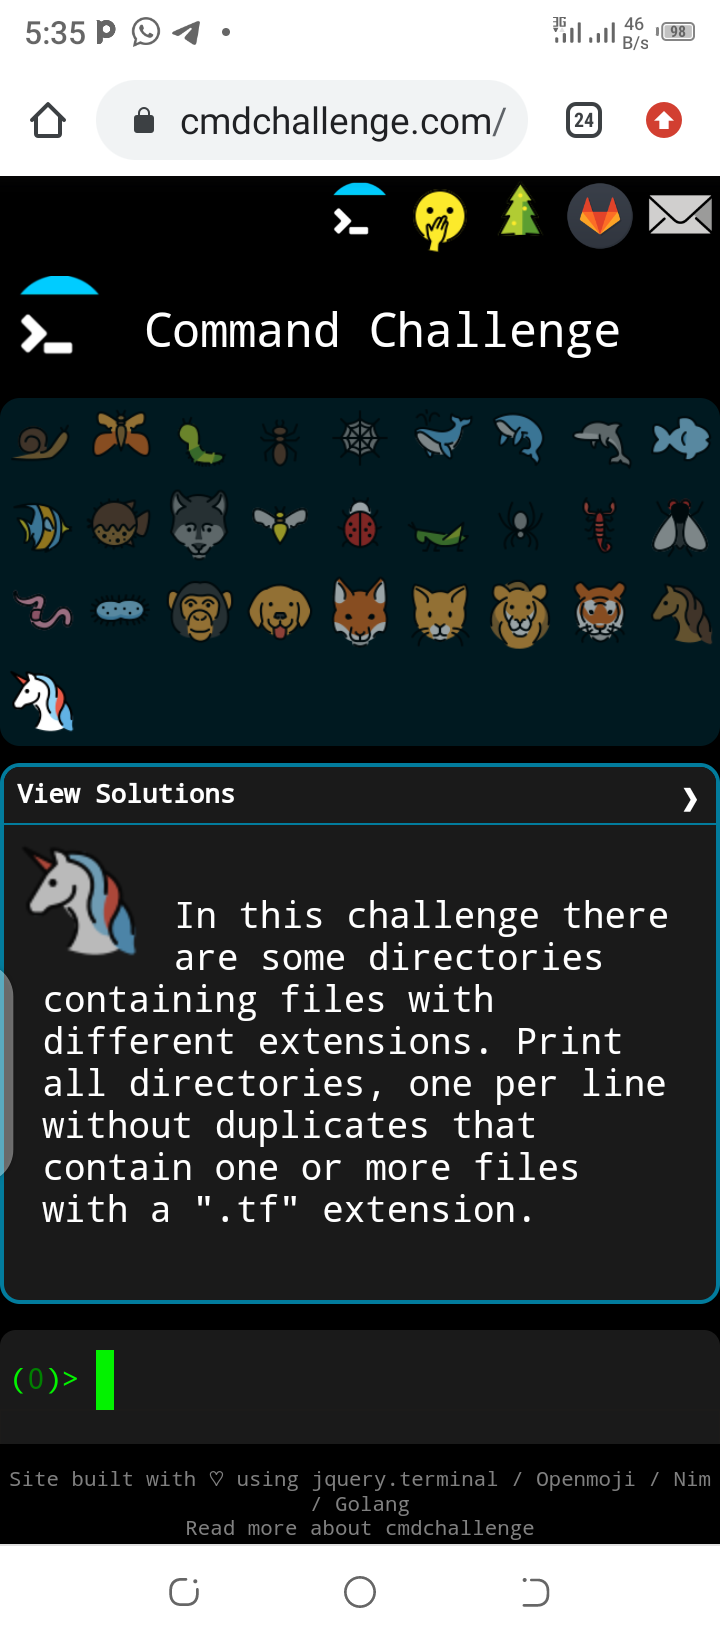 5:35
3G
46
B/s
98
cmdchallenge.com/
24
Command Challenge
View Solutions
In this challenge there
are some directories
containing files with
different extensions. Print
all directories, one per line
without duplicates that
contain one or more files
with a ".tf" extension.
(0)>
Site built with ♡ using jquery.terminal / Openmoji / Nim
/ Golang
Read more about cmdchallenge